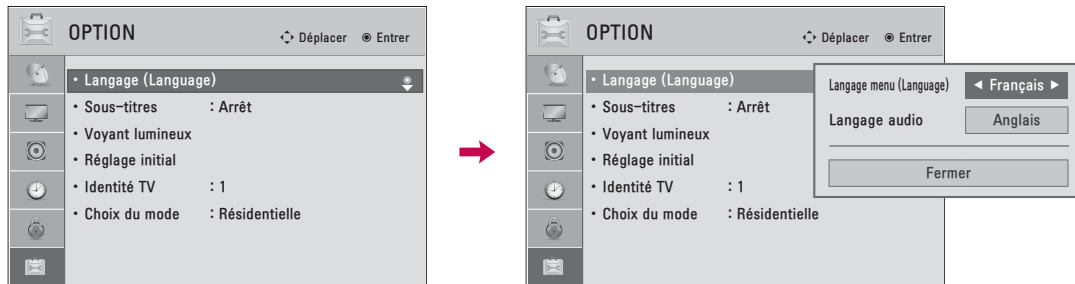 OPTION
Déplacer Entrer
• Langage (Language)
• Sous-titres : Arrêt
• Voyant lumineux
• Réglage initial
• Identité TV : 1
• Choix du mode : Résidentielle
OPTION
Déplacer Entrer
• Langage (Language)
• Sous-titres : Arrêt
• Voyant lumineux
• Réglage initial
• Identité TV : 1
• Choix du mode : Résidentielle
Langage menu (Language) ◄ Français ►
Langage audio Anglais
Fermer